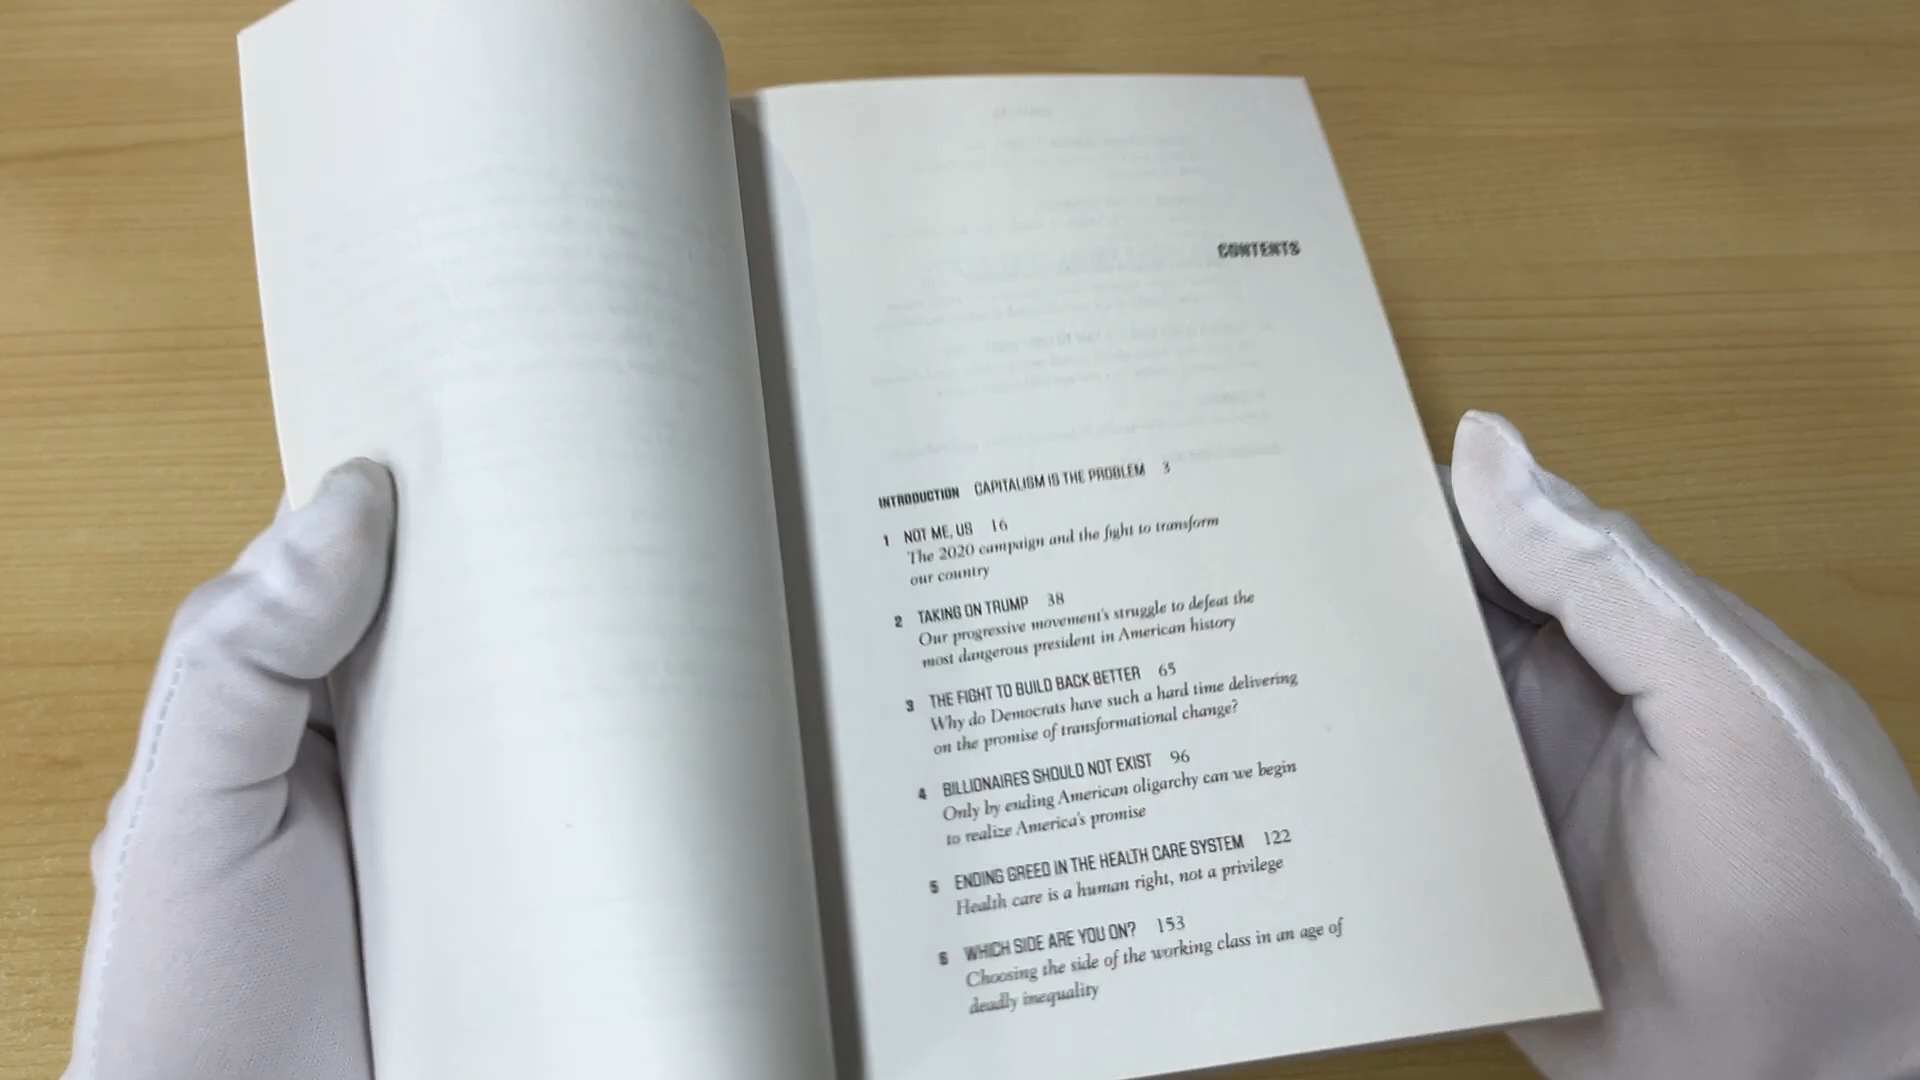 CONTENTS
INTRODUCTION CAPITALISM IS THE PROBLEM 3
1 NOT ME, US 16
The 2020 campaign and the fight to transform
our country
2 TAKING ON TRUMP 38
Our progressive movement's struggle to defeat the
most dangerous president in American history
3 THE FIGHT TO BUILD BACK BETTER 65
Why do Democrats have such a hard time delivering
on the promise of transformational change?
4 BILLIONAIRES SHOULD NOT EXIST 96
Only by ending American oligarchy can we begin
to realize America's promise
5 ENDING GREED IN THE HEALTH CARE SYSTEM 122
Health care is a human right, not a privilege
6 WHICH SIDE ARE YOU ON? 153
Choosing the side of the working class in an age of
deadly inequality